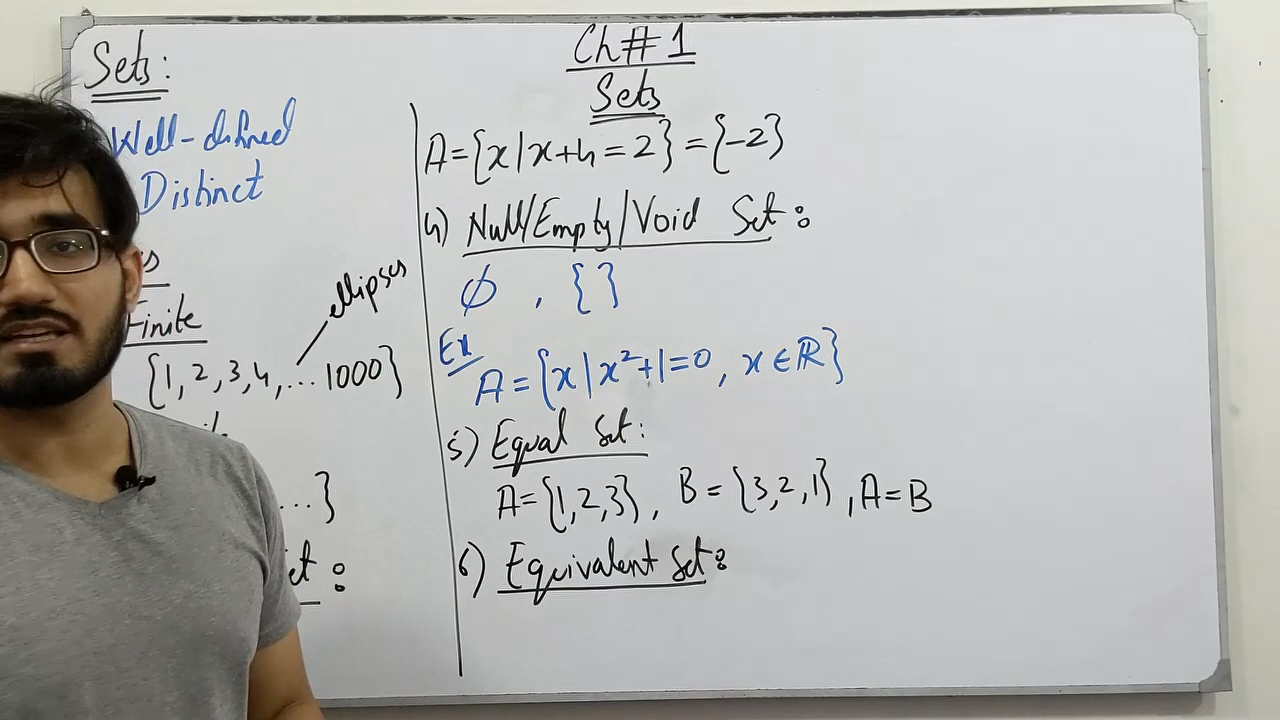 Ch#1
Sets
Sets:
Well-defined
Distinct
Finite
{1, 2, 3, 4, ... 1000}
ellipses
...}
et:
A={x|x+4=2}={-2}
4) Null/Empty/Void Set:
φ , { }
Ex
A={x|x²+1=0, x∈ℝ}
5) Equal Set:
A={1,2,3}, B={3,2,1}, A=B
6) Equivalent Set: